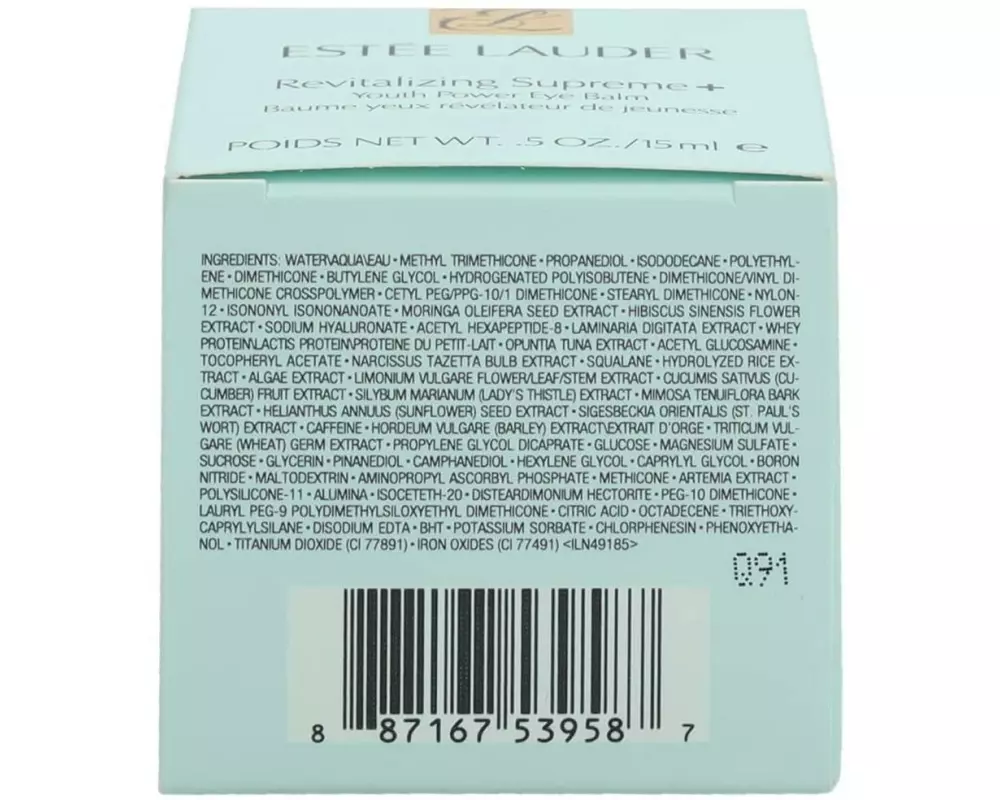 ESTĒE LAUDER
Revitalizing Supreme+
Youth Power Eye Balm
Baume yeux révélateur de jeunesse
POIDS NET WT. .5 OZ./15ml e
INGREDIENTS: WATER\AQUA\EAU • METHYL TRIMETHICONE • PROPANEDIOL • ISODODECANE • POLYETHYL-
ENE • DIMETHICONE • BUTYLENE GLYCOL • HYDROGENATED POLYISOBUTENE • DIMETHICONE/VINYL DI-
METHICONE CROSSPOLYMER • CETYL PEG/PPG-10/1 DIMETHICONE • STEARYL DIMETHICONE • NYLON-
12 • ISONONYL ISONONANOATE • MORINGA OLEIFERA SEED EXTRACT • HIBISCUS SINENSIS FLOWER
EXTRACT • SODIUM HYALURONATE • ACETYL HEXAPEPTIDE-8 • LAMINARIA DIGITATA EXTRACT • WHEY
PROTEIN\LACTIS PROTEIN\PROTEINE DU PETIT-LAIT • OPUNTIA TUNA EXTRACT • ACETYL GLUCOSAMINE •
TOCOPHERYL ACETATE • NARCISSUS TAZETTA BULB EXTRACT • SQUALANE • HYDROLYZED RICE EX-
TRACT • ALGAE EXTRACT • LIMONIUM VULGARE FLOWER/LEAF/STEM EXTRACT • CUCUMIS SATIVUS (CU-
CUMBER) FRUIT EXTRACT • SILYBUM MARIANUM (LADY'S THISTLE) EXTRACT • MIMOSA TENUIFLORA BARK
EXTRACT • HELIANTHUS ANNUUS (SUNFLOWER) SEED EXTRACT • SIGESBECKIA ORIENTALIS (ST. PAUL'S
WORT) EXTRACT • CAFFEINE • HORDEUM VULGARE (BARLEY) EXTRACT\EXTRAIT D'ORGE • TRITICUM VUL-
GARE (WHEAT) GERM EXTRACT • PROPYLENE GLYCOL DICAPRATE • GLUCOSE • MAGNESIUM SULFATE •
SUCROSE • GLYCERIN • PINANEDIOL • CAMPHANEDIOL • HEXYLENE GLYCOL • CAPRYLYL GLYCOL • BORON
NITRIDE • MALTODEXTRIN • AMINOPROPYL ASCORBYL PHOSPHATE • METHICONE • ARTEMIA EXTRACT •
POLYSILICONE-11 • ALUMINA • ISOCETETH-20 • DISTEARDIMONIUM HECTORITE • PEG-10 DIMETHICONE •
LAURYL PEG-9 POLYDIMETHYLSILOXYETHYL DIMETHICONE • CITRIC ACID • OCTADECENE • TRIETHOXY-
CAPRYLYLSILANE • DISODIUM EDTA • BHT • POTASSIUM SORBATE • CHLORPHENESIN • PHENOXYETHA-
NOL • TITANIUM DIOXIDE (CI 77891) • IRON OXIDES (CI 77491) <ILN49185>
Q91
8 87167 53958 7